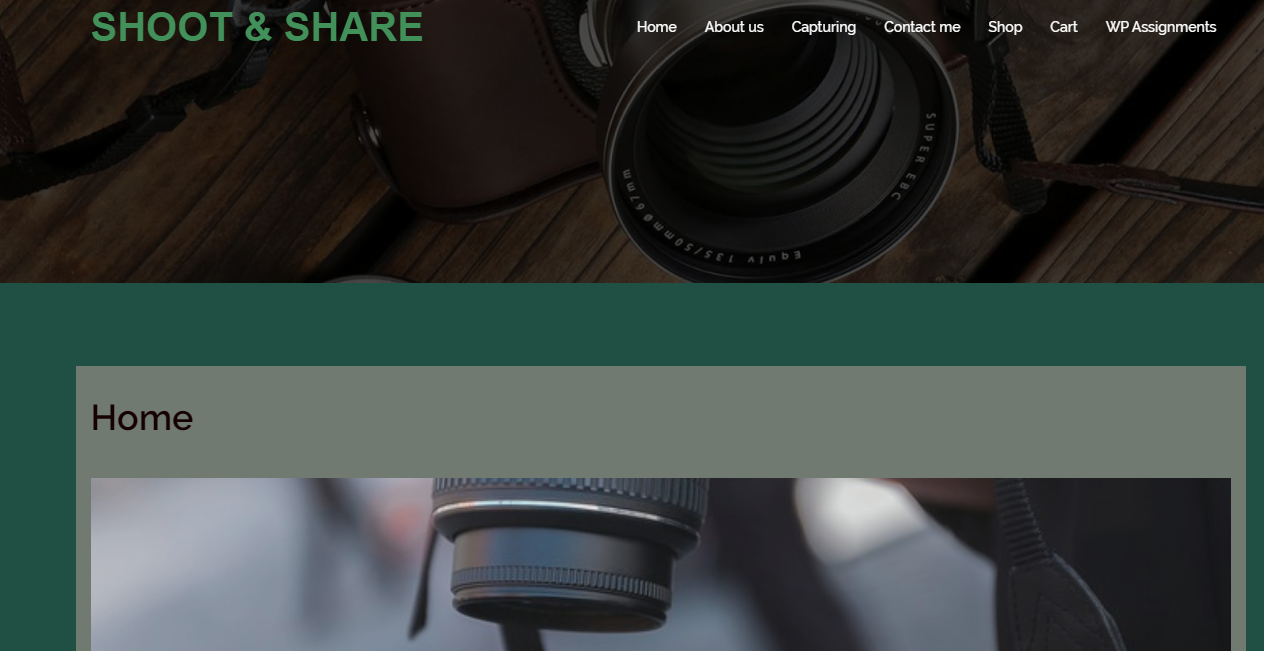 SHOOT & SHARE
Home About us Capturing Contact me Shop Cart WP Assignments
SUPER EBC
Equiv 135/50mm ø67mm
Home